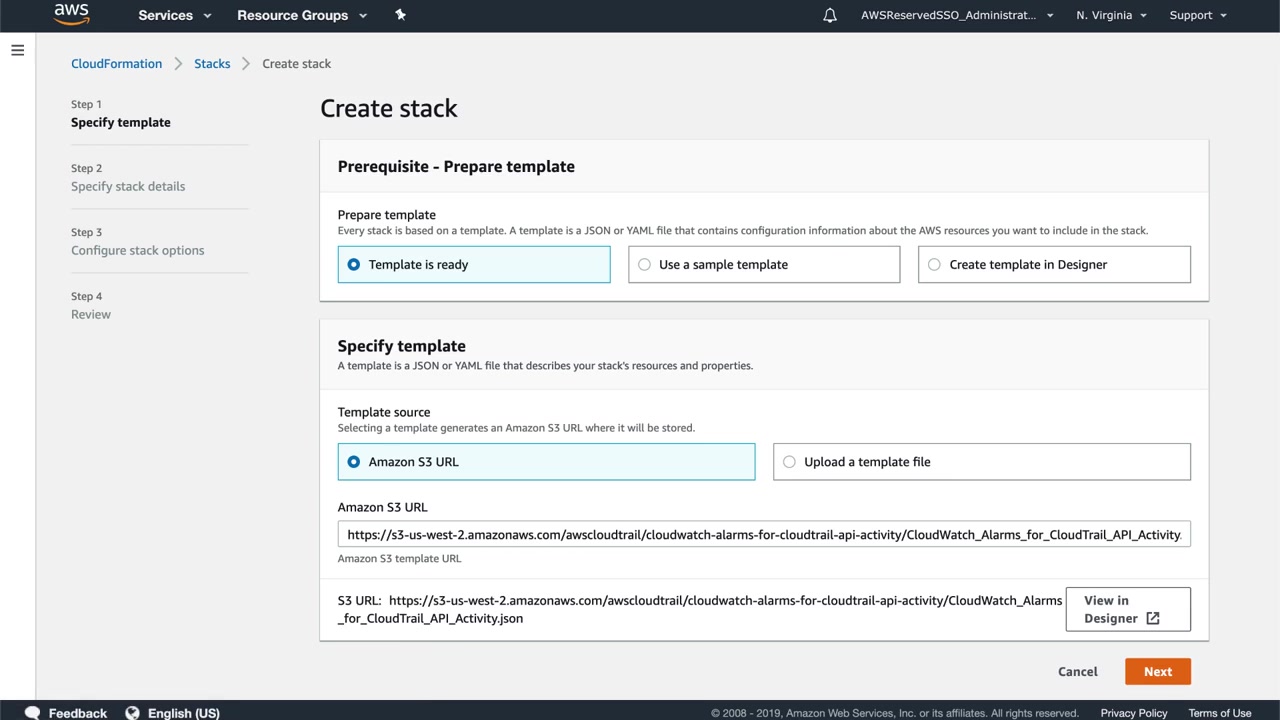 aws
Services
Resource Groups
AWSReservedSSO_Administrat...
N. Virginia
Support
CloudFormation
Stacks
Create stack
Step 1
Specify template
Step 2
Specify stack details
Step 3
Configure stack options
Step 4
Review
Create stack
Prerequisite - Prepare template
Prepare template
Every stack is based on a template. A template is a JSON or YAML file that contains configuration information about the AWS resources you want to include in the stack.
Template is ready
Use a sample template
Create template in Designer
Specify template
A template is a JSON or YAML file that describes your stack's resources and properties.
Template source
Selecting a template generates an Amazon S3 URL where it will be stored.
Amazon S3 URL
Upload a template file
Amazon S3 URL
https://s3-us-west-2.amazonaws.com/awscloudtrail/cloudwatch-alarms-for-cloudtrail-api-activity/CloudWatch_Alarms_for_CloudTrail_API_Activity.
Amazon S3 template URL
S3 URL: https://s3-us-west-2.amazonaws.com/awscloudtrail/cloudwatch-alarms-for-cloudtrail-api-activity/CloudWatch_Alarms
_for_CloudTrail_API_Activity.json
View in
Designer
Cancel
Next
Feedback
English (US)
© 2008 - 2019, Amazon Web Services, Inc. or its affiliates. All rights reserved.
Privacy Policy
Terms of Use